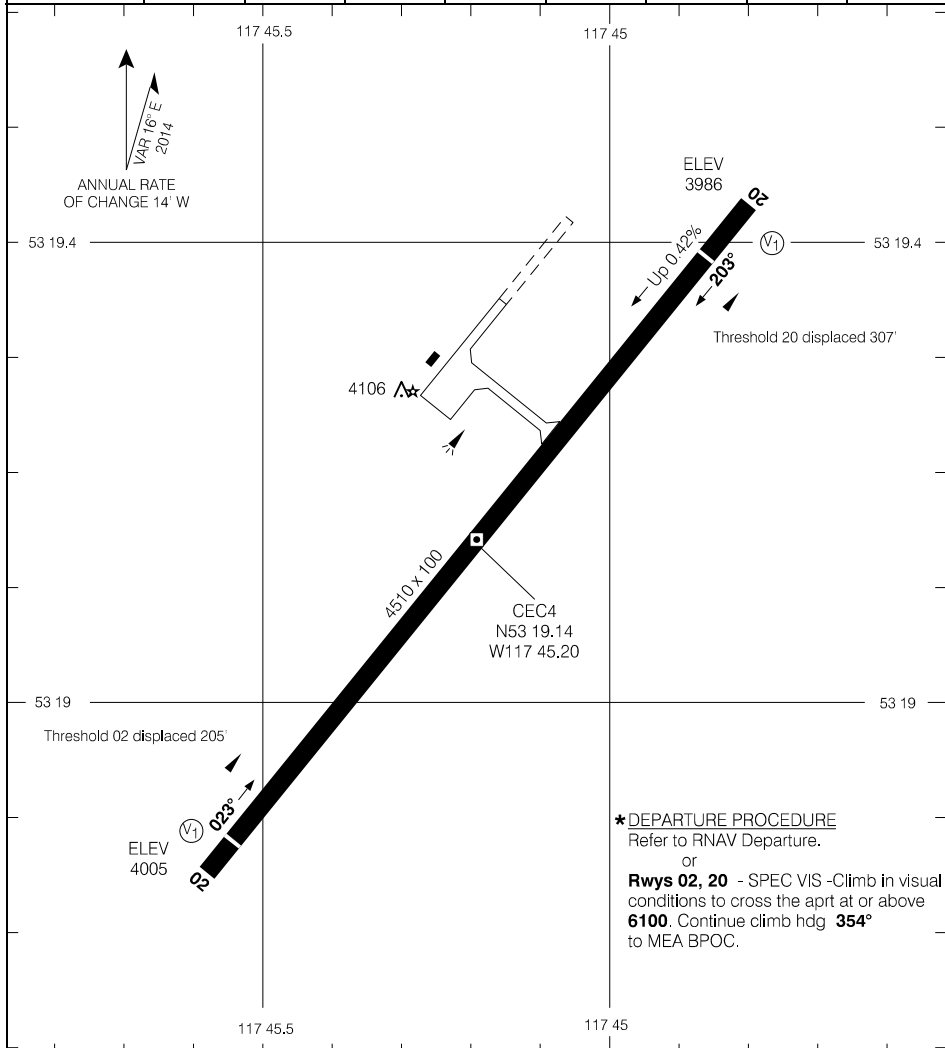 117 45.5
117 45
VAR 16° E
2014
ANNUAL RATE
OF CHANGE 14' W
ELEV
3986
20
53 19.4
53 19.4
V1
Up 0.42%
203°
Threshold 20 displaced 307'
4106
4510 x 100
CEC4
N53 19.14
W117 45.20
53 19
53 19
Threshold 02 displaced 205'
023°
V1
ELEV
4005
02
*DEPARTURE PROCEDURE
Refer to RNAV Departure.
or
Rwys 02, 20 - SPEC VIS -Climb in visual
conditions to cross the aprt at or above
6100. Continue climb hdg 354°
to MEA BPOC.
117 45.5
117 45